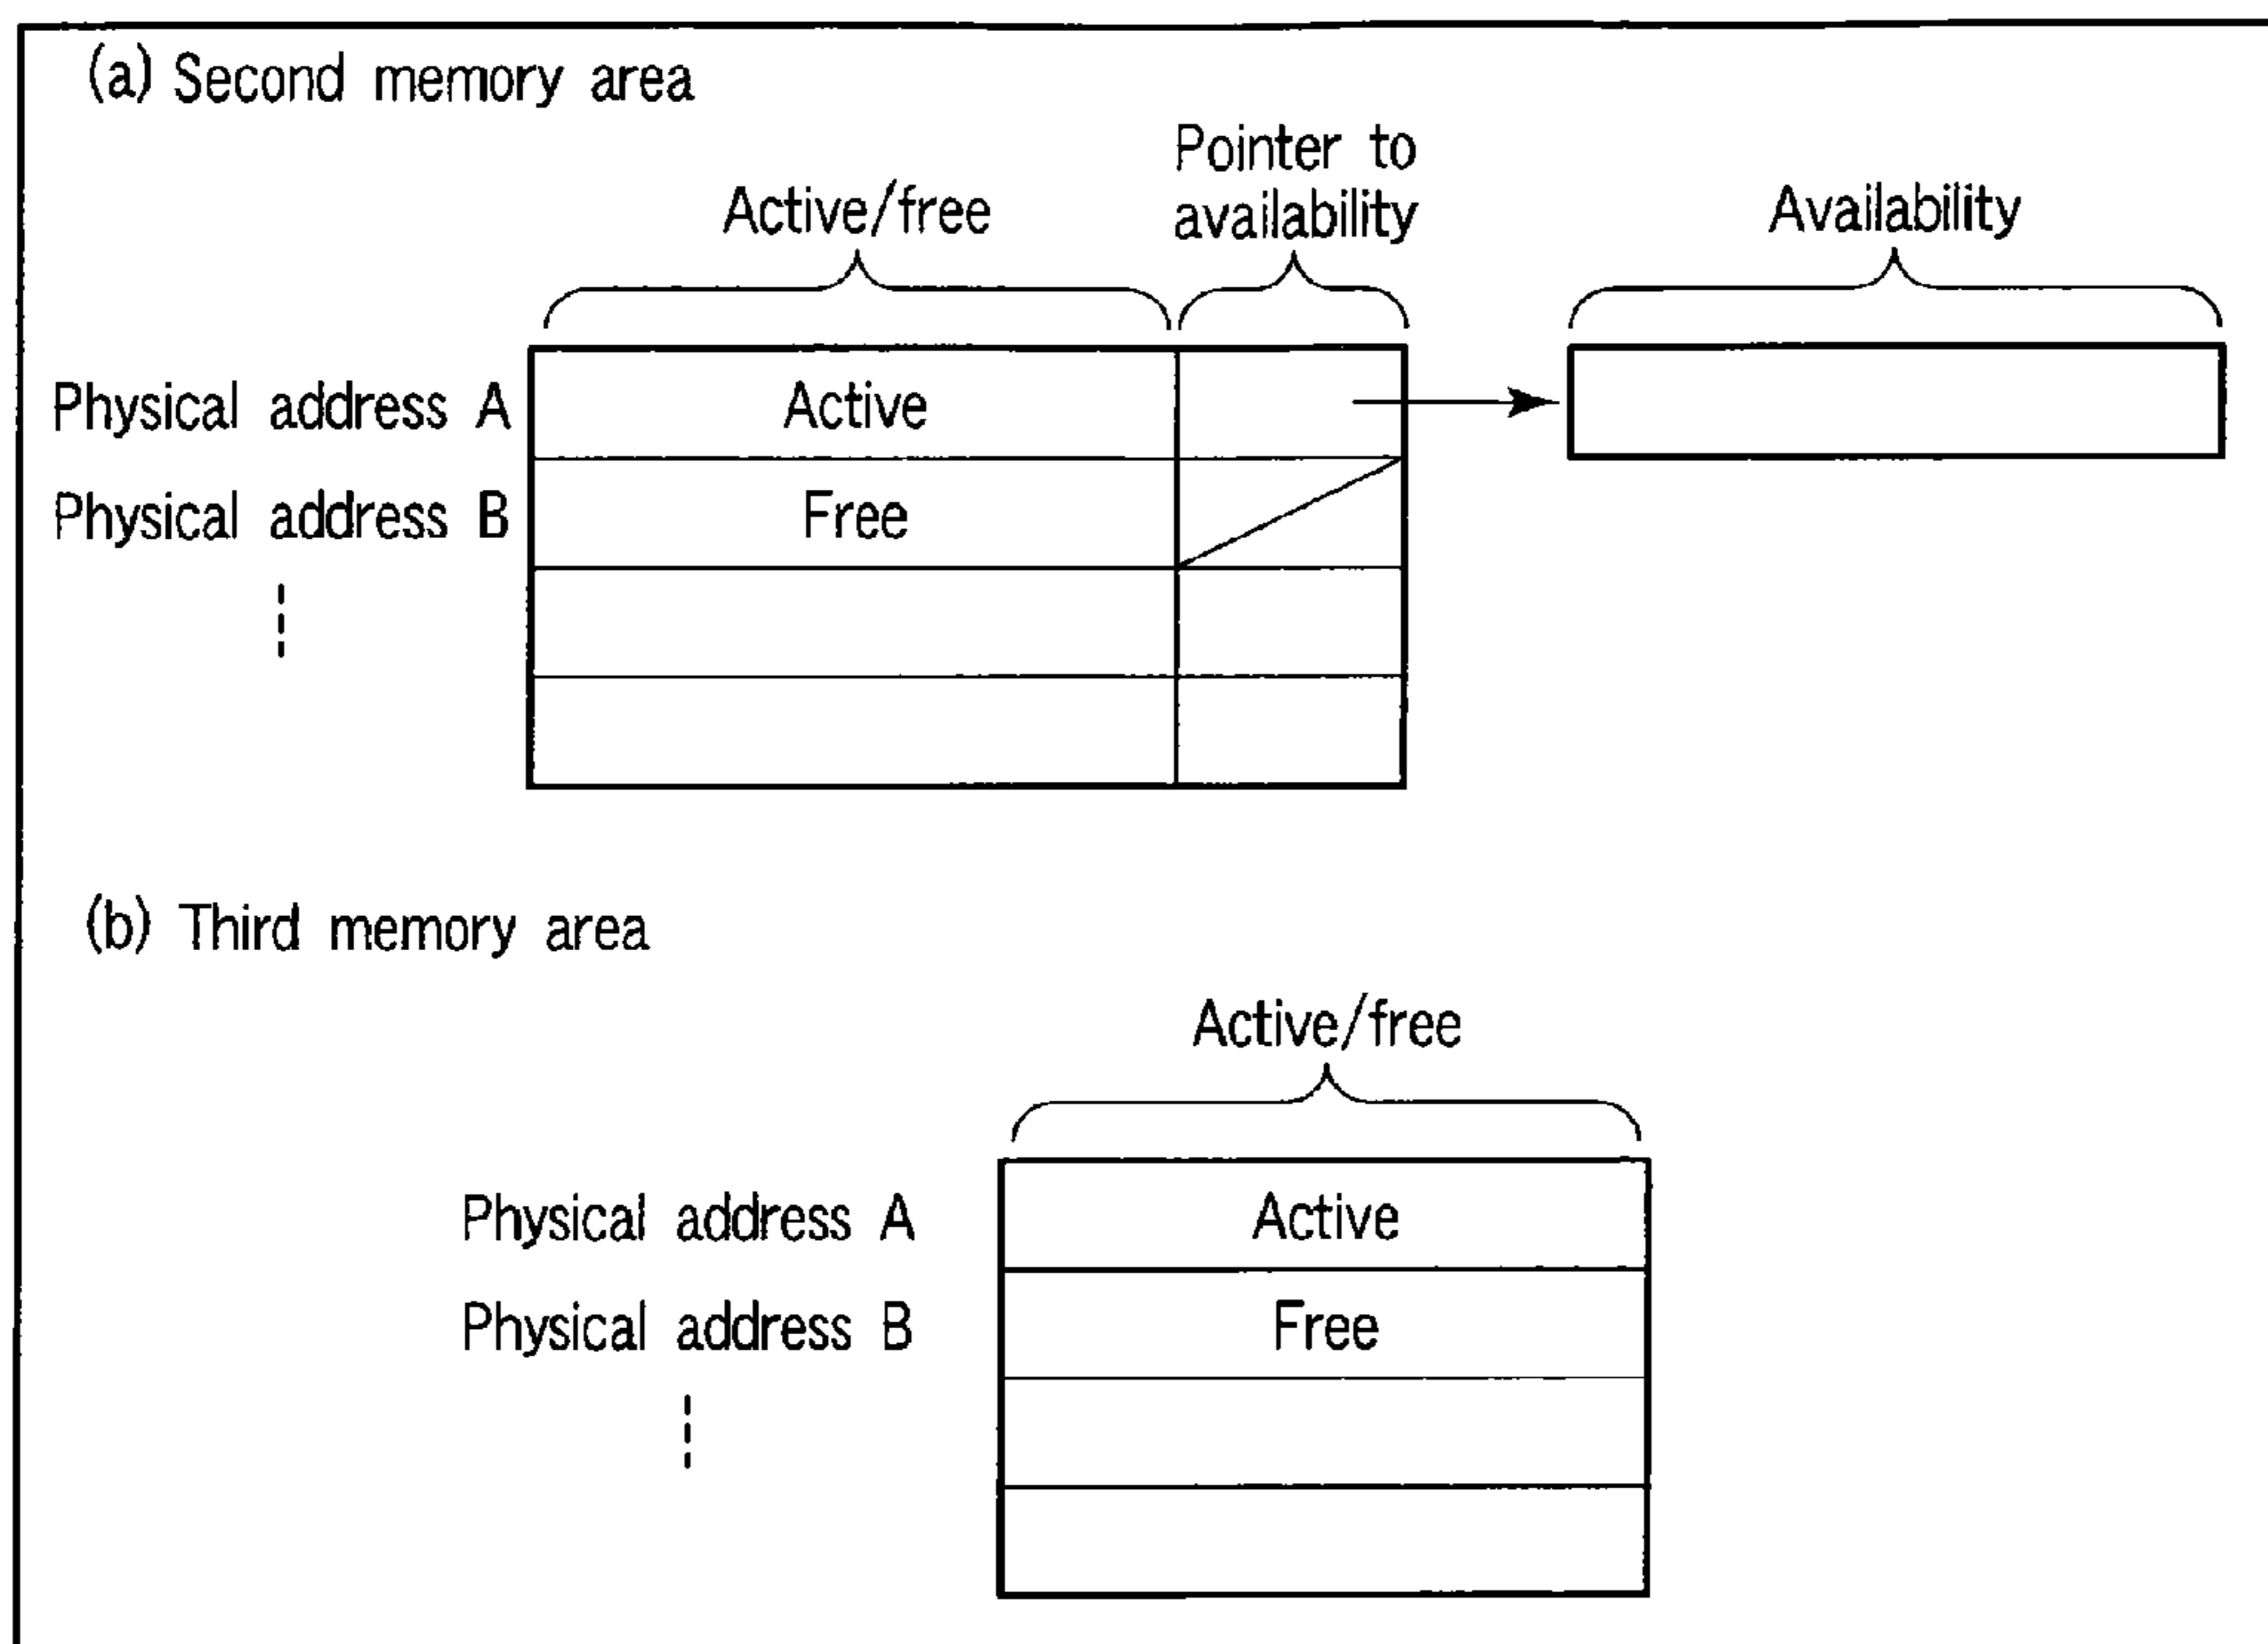 (a) Second memory area
Pointer to
Active/free availability Availability
Physical address A Active
Physical address B Free
(b) Third memory area
Active/free
Physical address A Active
Physical address B Free